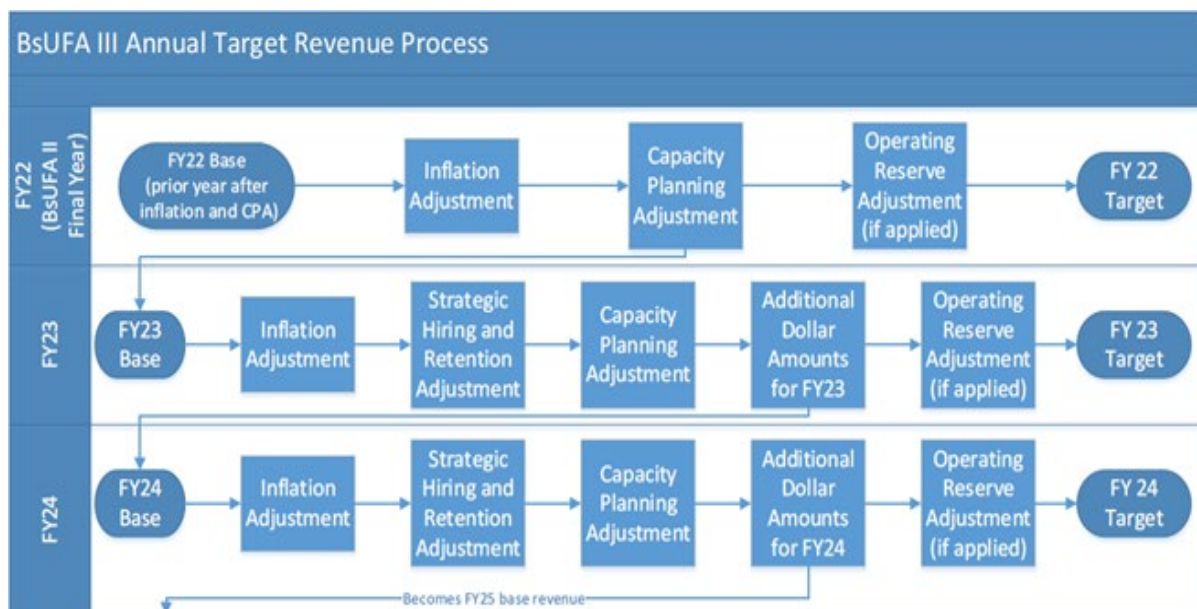 BsUFA III Annual Target Revenue Process
FY22
(BsUFA II
Final Year)
FY22 Base
(prior year after
inflation and CPA)
Inflation
Adjustment
Capacity
Planning
Adjustment
Operating
Reserve
Adjustment
(if applied)
FY 22
Target
FY23
FY23
Base
Inflation
Adjustment
Strategic
Hiring and
Retention
Adjustment
Capacity
Planning
Adjustment
Additional
Dollar
Amounts
for FY23
Operating
Reserve
Adjustment
(if applied)
FY 23
Target
FY24
FY24
Base
Inflation
Adjustment
Strategic
Hiring and
Retention
Adjustment
Capacity
Planning
Adjustment
Additional
Dollar
Amounts
for FY24
Operating
Reserve
Adjustment
(if applied)
FY 24
Target
Becomes FY25 base revenue